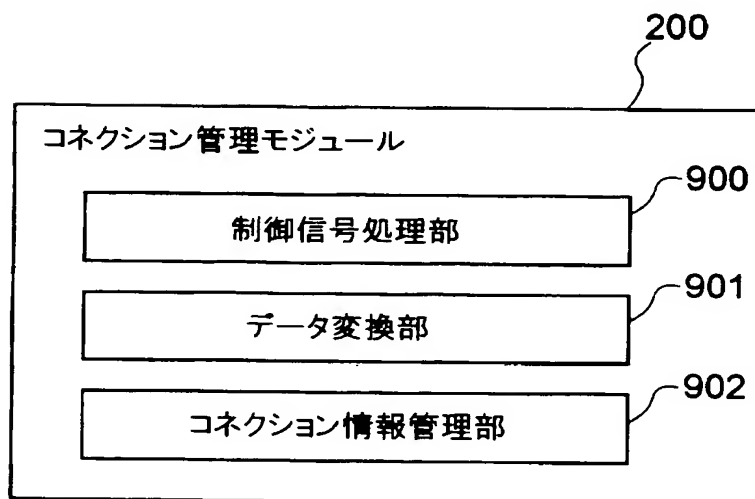 200
コネクション管理モジュール
900
制御信号処理部
901
データ変換部
902
コネクション情報管理部